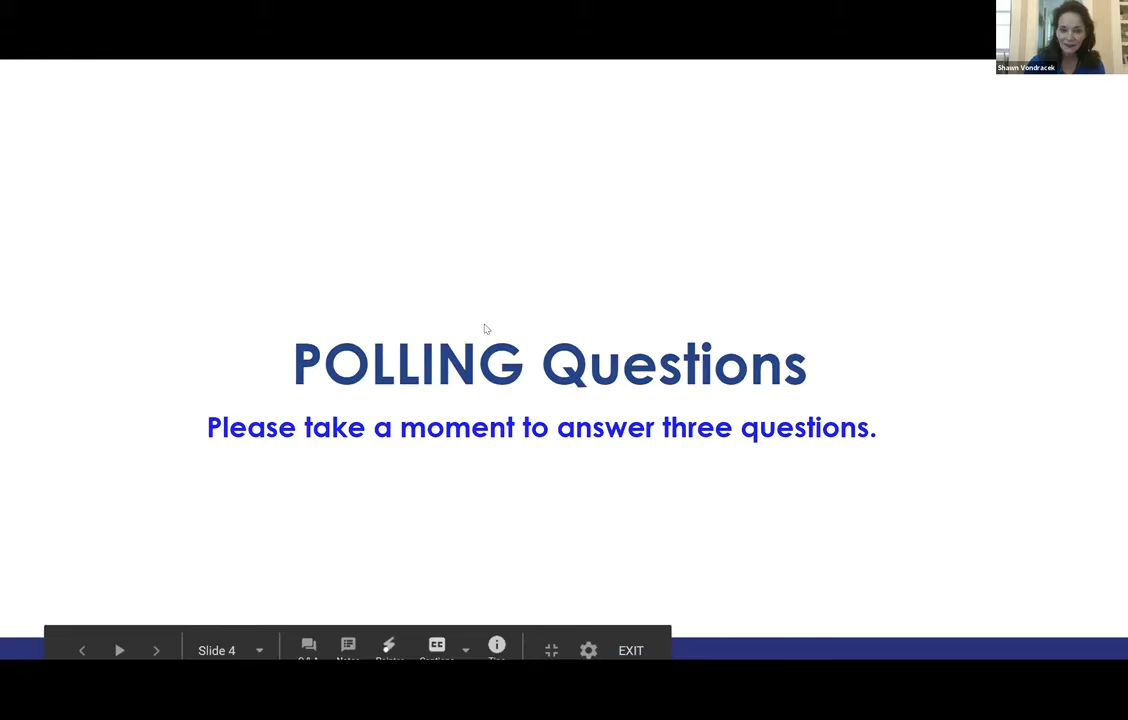 Shawn Vondracek
POLLING Questions
Please take a moment to answer three questions.
Slide 4
EXIT